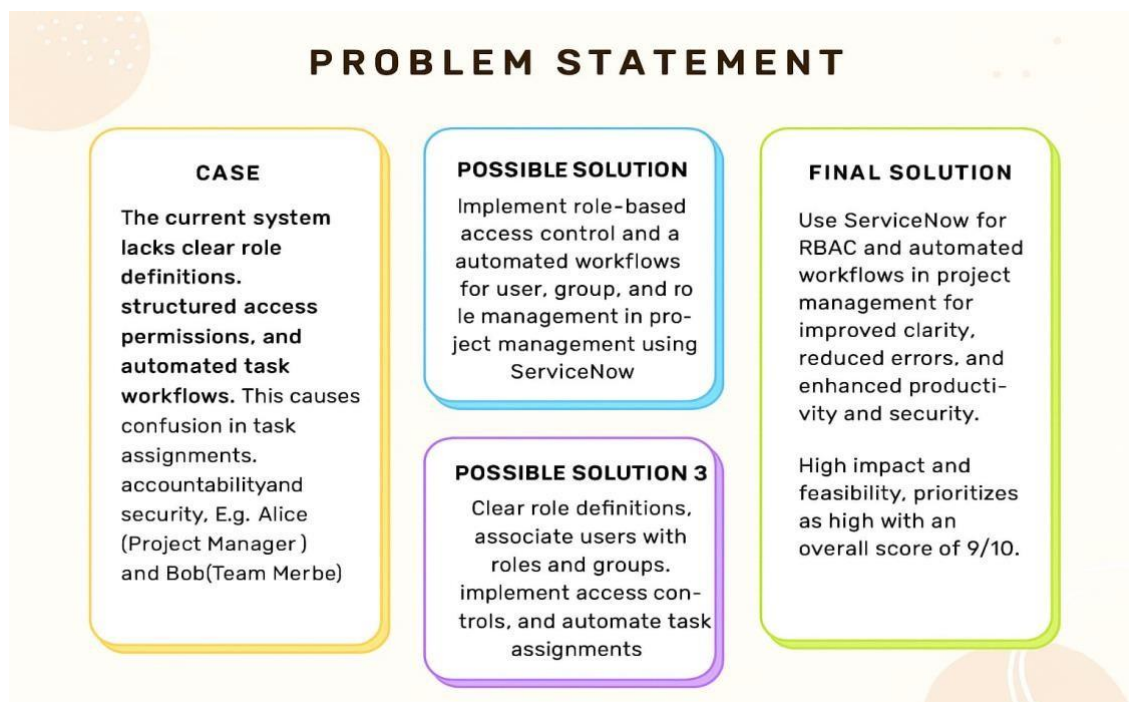 PROBLEM STATEMENT
CASE
The current system
lacks clear role
definitions.
structured access
permissions, and
automated task
workflows. This causes
confusion in task
assignments.
accountabilityand
security, E.g. Alice
(Project Manager )
and Bob(Team Merbe)
POSSIBLE SOLUTION
Implement role-based
access control and a
automated workflows
for user, group, and ro
le management in pro-
ject management using
ServiceNow
POSSIBLE SOLUTION 3
Clear role definitions,
associate users with
roles and groups.
implement access con-
trols, and automate task
assignments
FINAL SOLUTION
Use ServiceNow for
RBAC and automated
workflows in project
management for
improved clarity,
reduced errors, and
enhanced producti-
vity and security.
High impact and
feasibility, prioritizes
as high with an
overall score of 9/10.